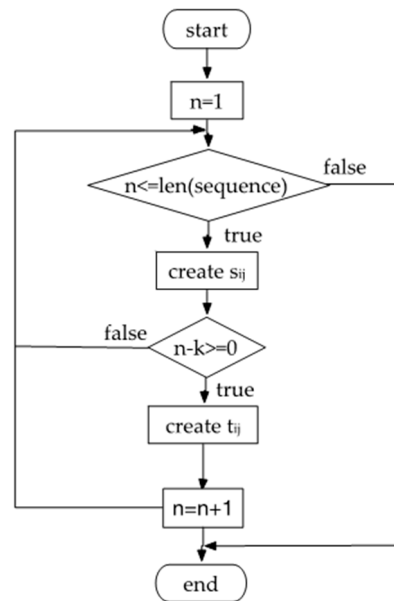 start
n=1
n<=len(sequence)
false
true
create sij
false
n-k>=0
true
create tij
n=n+1
end